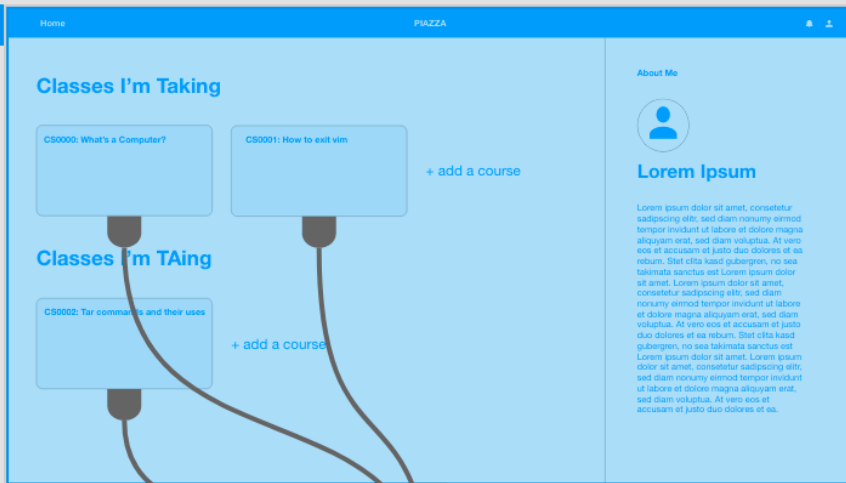 Home
PIAZZA
Classes I'm Taking
CS0000: What's a Computer?
CS0001: How to exit vim
+ add a course
Classes I'm TAing
CS0002: Tar commands and their uses
+ add a course
About Me
Lorem Ipsum
Lorem ipsum dolor sit amet, consetetur
sadipscing elitr, sed diam nonumy eirmod
tempor invidunt ut labore et dolore magna
aliquyam erat, sed diam voluptua. At vero
eos et accusam et justo duo dolores et ea
rebum. Stet clita kasd gubergren, no sea
takimata sanctus est Lorem ipsum dolor
sit amet. Lorem ipsum dolor sit amet,
consetetur sadipscing elitr, sed diam
nonumy eirmod tempor invidunt ut labore
et dolore magna aliquyam erat, sed diam
voluptua. At vero eos et accusam et justo
duo dolores et ea rebum. Stet clita kasd
gubergren, no sea takimata sanctus est
Lorem ipsum dolor sit amet. Lorem ipsum
dolor sit amet, consetetur sadipscing elitr,
sed diam nonumy eirmod tempor invidunt
ut labore et dolore magna aliquyam erat,
sed diam voluptua. At vero eos et
accusam et justo duo dolores et ea.